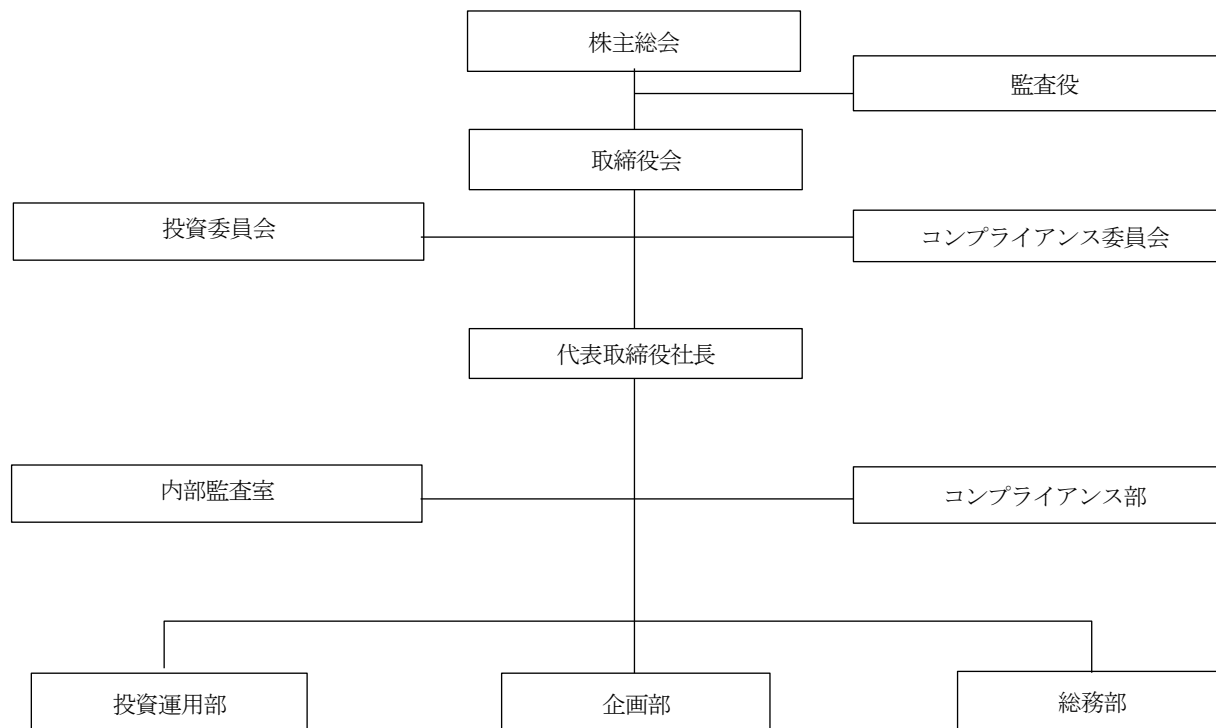 株主総会
監査役
取締役会
投資委員会
コンプライアンス委員会
代表取締役社長
内部監査室
コンプライアンス部
投資運用部
企画部
総務部